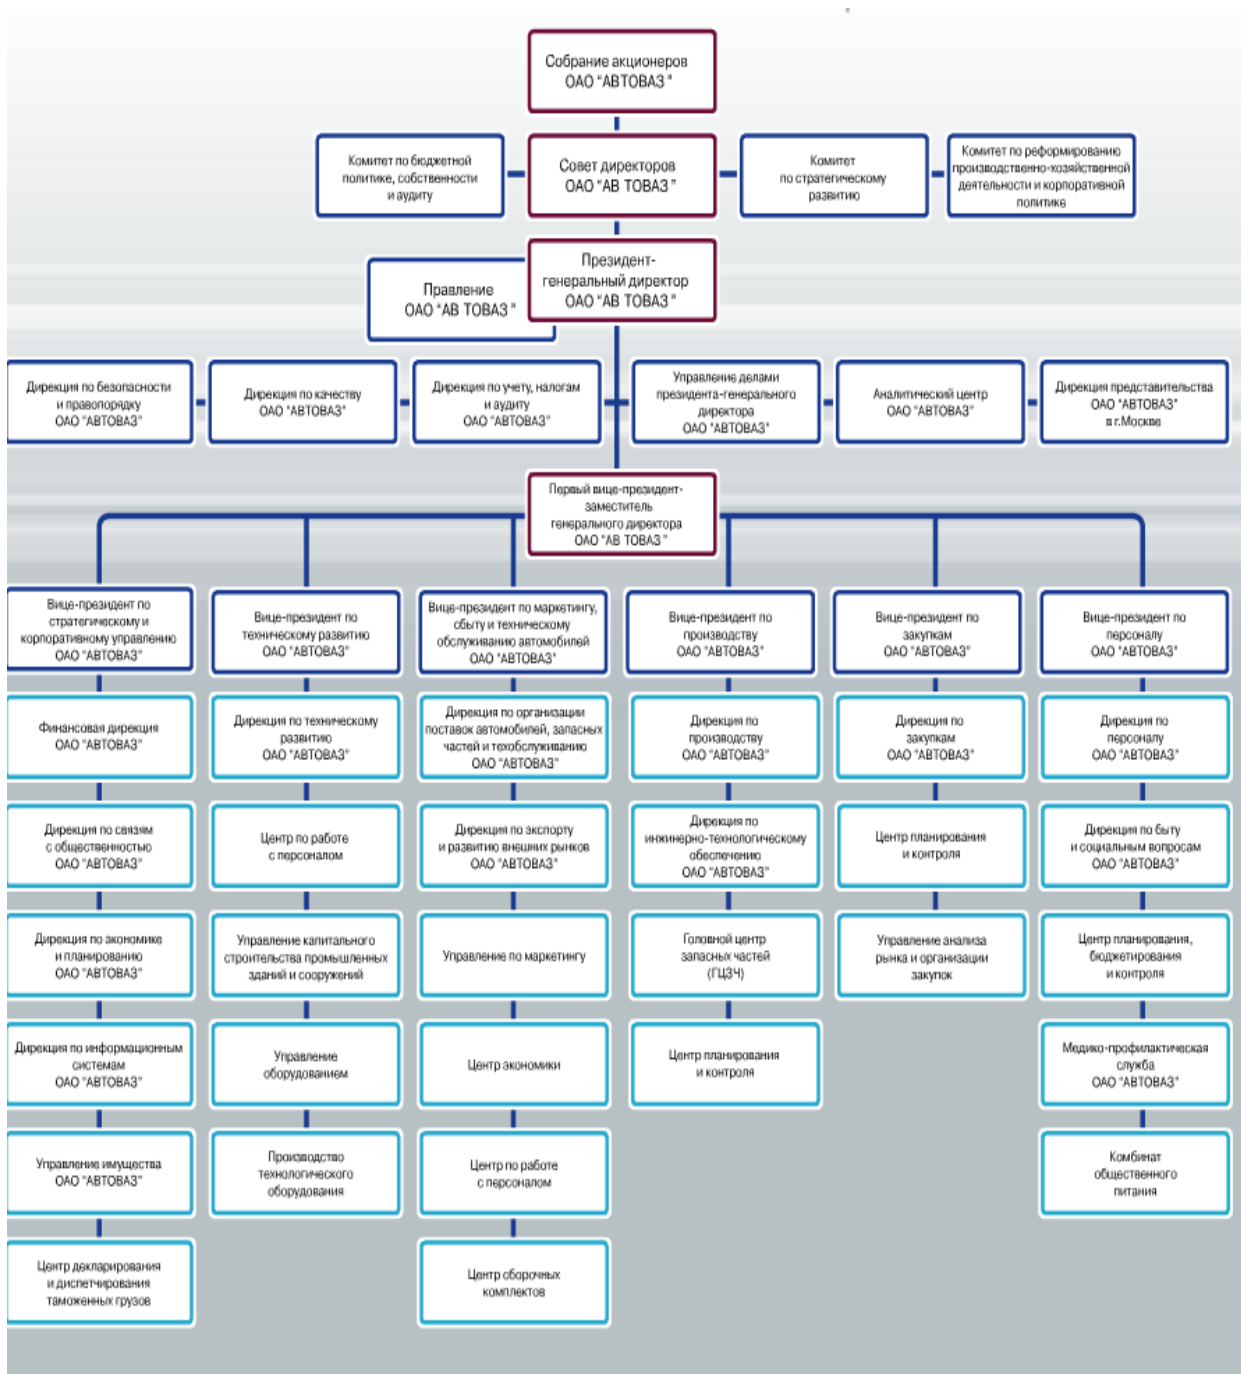 Собрание акционеров
ОАО "АВТОВАЗ "
Комитет по бюджетной
политике, собственности
и аудиту
Совет директоров
ОАО "АВ ТОВАЗ "
Комитет
по стратегическому
развитию
Комитет по реформированию
производственно-хозяйственной
деятельности и корпоративной
политике
Правление
ОАО "АВ ТОВАЗ "
Президент-
генеральный директор
ОАО "АВ ТОВАЗ "
Дирекция по безопасности
и правопорядку
ОАО "АВТОВАЗ"
Дирекция по качеству
ОАО "АВТОВАЗ"
Дирекция по учету, налогам
и аудиту
ОАО "АВТОВАЗ"
Управление делами
президента-генерального
директора
ОАО "АВТОВАЗ"
Аналитический центр
ОАО "АВТОВАЗ"
Дирекция представительства
ОАО "АВТОВАЗ"
в г.Москве
Первый вице-президент-
заместитель
генерального директора
ОАО "АВ ТОВАЗ "
Вице-президент по
стратегическому и
корпоративному управлению
ОАО "АВТОВАЗ"
Вице-президент по
техническому развитию
ОАО "АВТОВАЗ"
Вице-президент по маркетингу,
сбыту и техническому
обслуживанию автомобилей
ОАО "АВТОВАЗ"
Вице-президент по
производству
ОАО "АВТОВАЗ"
Вице-президент по
закупкам
ОАО "АВТОВАЗ"
Вице-президент по
персоналу
ОАО "АВТОВАЗ"
Финансовая дирекция
ОАО "АВТОВАЗ"
Дирекция по техническому
развитию
ОАО "АВТОВАЗ"
Дирекция по организации
поставок автомобилей, запасных
частей и техобслуживанию
ОАО "АВТОВАЗ"
Дирекция по
производству
ОАО "АВТОВАЗ"
Дирекция по
закупкам
ОАО "АВТОВАЗ"
Дирекция по
персоналу
ОАО "АВТОВАЗ"
Дирекция по связям
с общественностью
ОАО "АВТОВАЗ"
Центр по работе
с персоналом
Дирекция по экспорту
и развитию внешних рынков
ОАО "АВТОВАЗ"
Дирекция по
инженерно-технологическому
обеспечению
ОАО "АВТОВАЗ"
Центр планирования
и контроля
Дирекция по быту
и социальным вопросам
ОАО "АВТОВАЗ"
Дирекция по экономике
и планированию
ОАО "АВТОВАЗ"
Управление капитального
строительства промышленных
зданий и сооружений
Управление по маркетингу
Головной центр
запасных частей
(ГЦЗЧ)
Управление анализа
рынка и организации
закупок
Центр планирования,
бюджетирования
и контроля
Дирекция по информационным
системам
ОАО "АВТОВАЗ"
Управление
оборудованием
Центр экономики
Центр планирования
и контроля
Медико-профилактическая
служба
ОАО "АВТОВАЗ"
Управление имущества
ОАО "АВТОВАЗ"
Производство
технологического
оборудования
Центр по работе
с персоналом
Комбинат
общественного
питания
Центр декларирования
и диспетчирования
таможенных грузов
Центр сборочных
комплектов